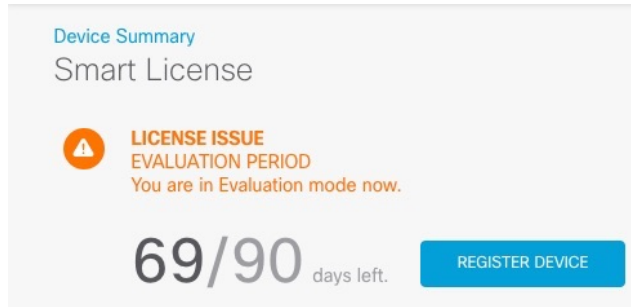 Device Summary
Smart License
LICENSE ISSUE
EVALUATION PERIOD
You are in Evaluation mode now.
69/90 days left.
REGISTER DEVICE